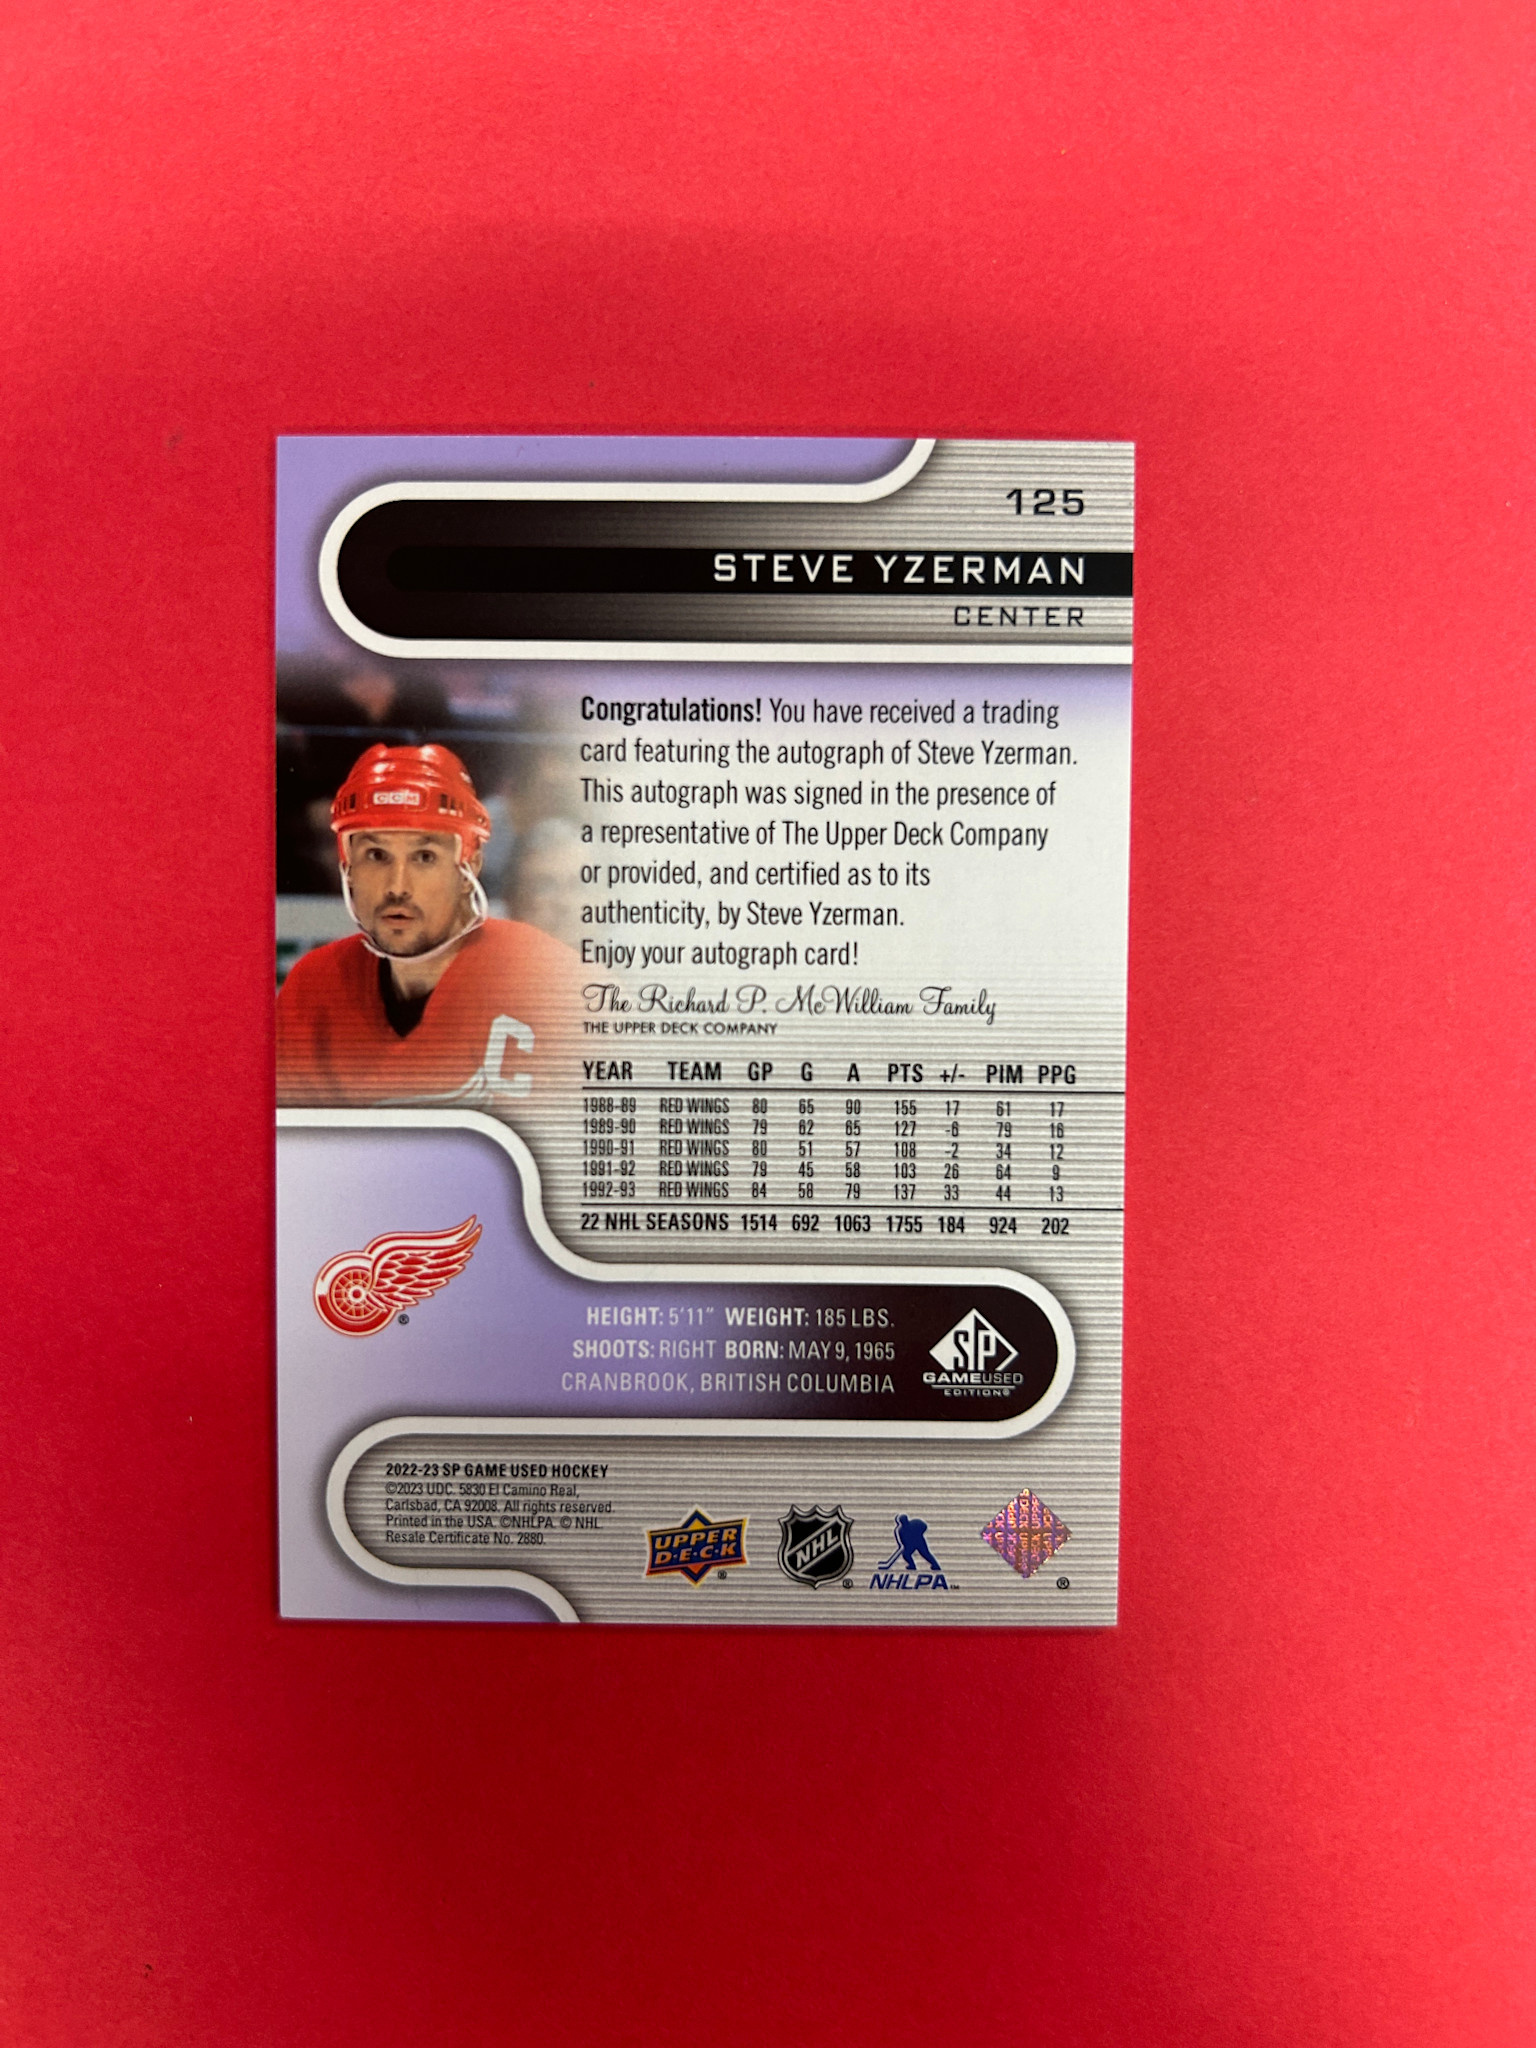 125
STEVE YZERMAN
CENTER
CCM
Congratulations! You have received a trading
card featuring the autograph of Steve Yzerman.
This autograph was signed in the presence of
a representative of The Upper Deck Company
or provided, and certified as to its
authenticity, by Steve Yzerman.
Enjoy your autograph card!
The Richard P. McWilliam Family
THE UPPER DECK COMPANY
C
YEAR TEAM GP G A PTS +/- PIM PPG
1988-89 RED WINGS 80 65 90 155 17 61 17
1989-90 RED WINGS 79 62 65 127 -6 79 16
1990-91 RED WINGS 80 51 57 108 -2 34 12
1991-92 RED WINGS 79 45 58 103 26 64 9
1992-93 RED WINGS 84 58 79 137 33 44 13
22 NHL SEASONS 1514 692 1063 1755 184 924 202
HEIGHT: 5'11" WEIGHT: 185 LBS.
SHOOTS: RIGHT BORN: MAY 9, 1965
CRANBROOK, BRITISH COLUMBIA
SP
GAMEUSED
EDITION®
®
2022-23 SP GAME USED HOCKEY
©2023 UDC. 5830 El Camino Real,
Carlsbad, CA 92008. All rights reserved.
Printed in the USA. ©NHLPA. © NHL.
Resale Certificate No. 2880.
UPPER
D·E·C·K ®
NHL ®
NHLPA™
®